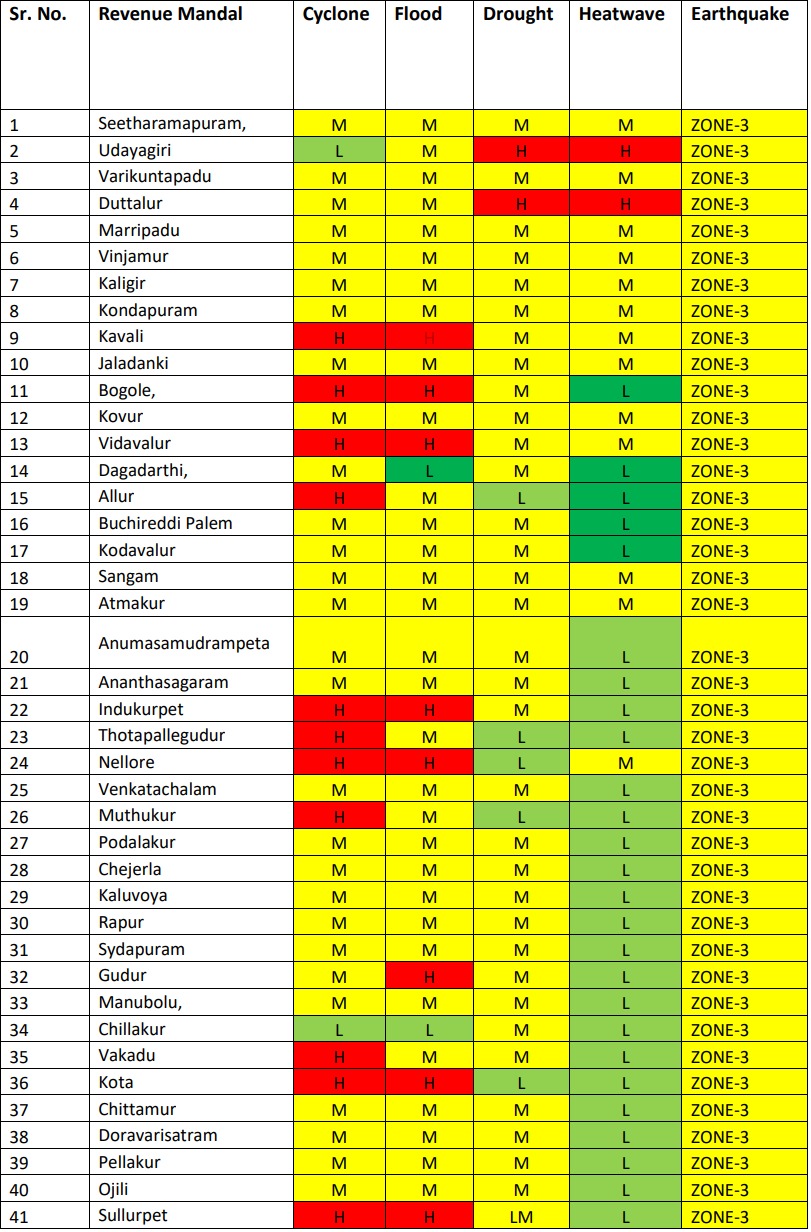 Sr. No. Revenue Mandal Cyclone Flood Drought Heatwave Earthquake
1 Seetharamapuram, M M M M ZONE-3
2 Udayagiri L M H H ZONE-3
3 Varikuntapadu M M M M ZONE-3
4 Duttalur M M H H ZONE-3
5 Marripadu M M M M ZONE-3
6 Vinjamur M M M M ZONE-3
7 Kaligir M M M M ZONE-3
8 Kondapuram M M M M ZONE-3
9 Kavali H H M M ZONE-3
10 Jaladanki M M M M ZONE-3
11 Bogole, H H M L ZONE-3
12 Kovur M M M M ZONE-3
13 Vidavalur H H M M ZONE-3
14 Dagadarthi, M L M L ZONE-3
15 Allur H M L L ZONE-3
16 Buchireddi Palem M M M L ZONE-3
17 Kodavalur M M M L ZONE-3
18 Sangam M M M M ZONE-3
19 Atmakur M M M M ZONE-3
20 Anumasamudrampeta M M M L ZONE-3
21 Ananthasagaram M M M L ZONE-3
22 Indukurpet H H M L ZONE-3
23 Thotapallegudur H M L L ZONE-3
24 Nellore H H L M ZONE-3
25 Venkatachalam M M M L ZONE-3
26 Muthukur H M L L ZONE-3
27 Podalakur M M M L ZONE-3
28 Chejerla M M M L ZONE-3
29 Kaluvoya M M M L ZONE-3
30 Rapur M M M L ZONE-3
31 Sydapuram M M M L ZONE-3
32 Gudur M H M L ZONE-3
33 Manubolu, M M M L ZONE-3
34 Chillakur L L M L ZONE-3
35 Vakadu H M M L ZONE-3
36 Kota H H L L ZONE-3
37 Chittamur M M M L ZONE-3
38 Doravarisatram M M M L ZONE-3
39 Pellakur M M M L ZONE-3
40 Ojili M M M L ZONE-3
41 Sullurpet H H LM L ZONE-3